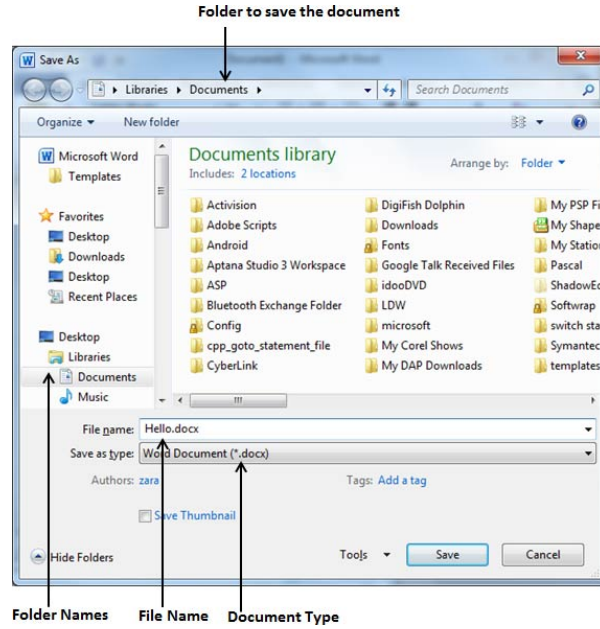 Folder to save the document
Save As
Libraries ▸ Documents ▸ Search Documents
Organize New folder
Microsoft Word
Templates
Favorites
Desktop
Downloads
Desktop
Recent Places
Desktop
Libraries
Documents
Music
Documents library
Includes: 2 locations
Arrange by: Folder
Activision
Adobe Scripts
Android
Aptana Studio 3 Workspace
ASP
Bluetooth Exchange Folder
Config
cpp_goto_statement_file
CyberLink
DigiFish Dolphin
Downloads
Fonts
Google Talk Received Files
idooDVD
LDW
microsoft
My Corel Shows
My DAP Downloads
My PSP Fi
My Shape
My Station
Pascal
ShadowEd
Softwrap
switch sta
Symantec
templates
File name: Hello.docx
Save as type: Word Document (*.docx)
Authors: zara Tags: Add a tag
Save Thumbnail
Hide Folders Tools Save Cancel
Folder Names File Name Document Type